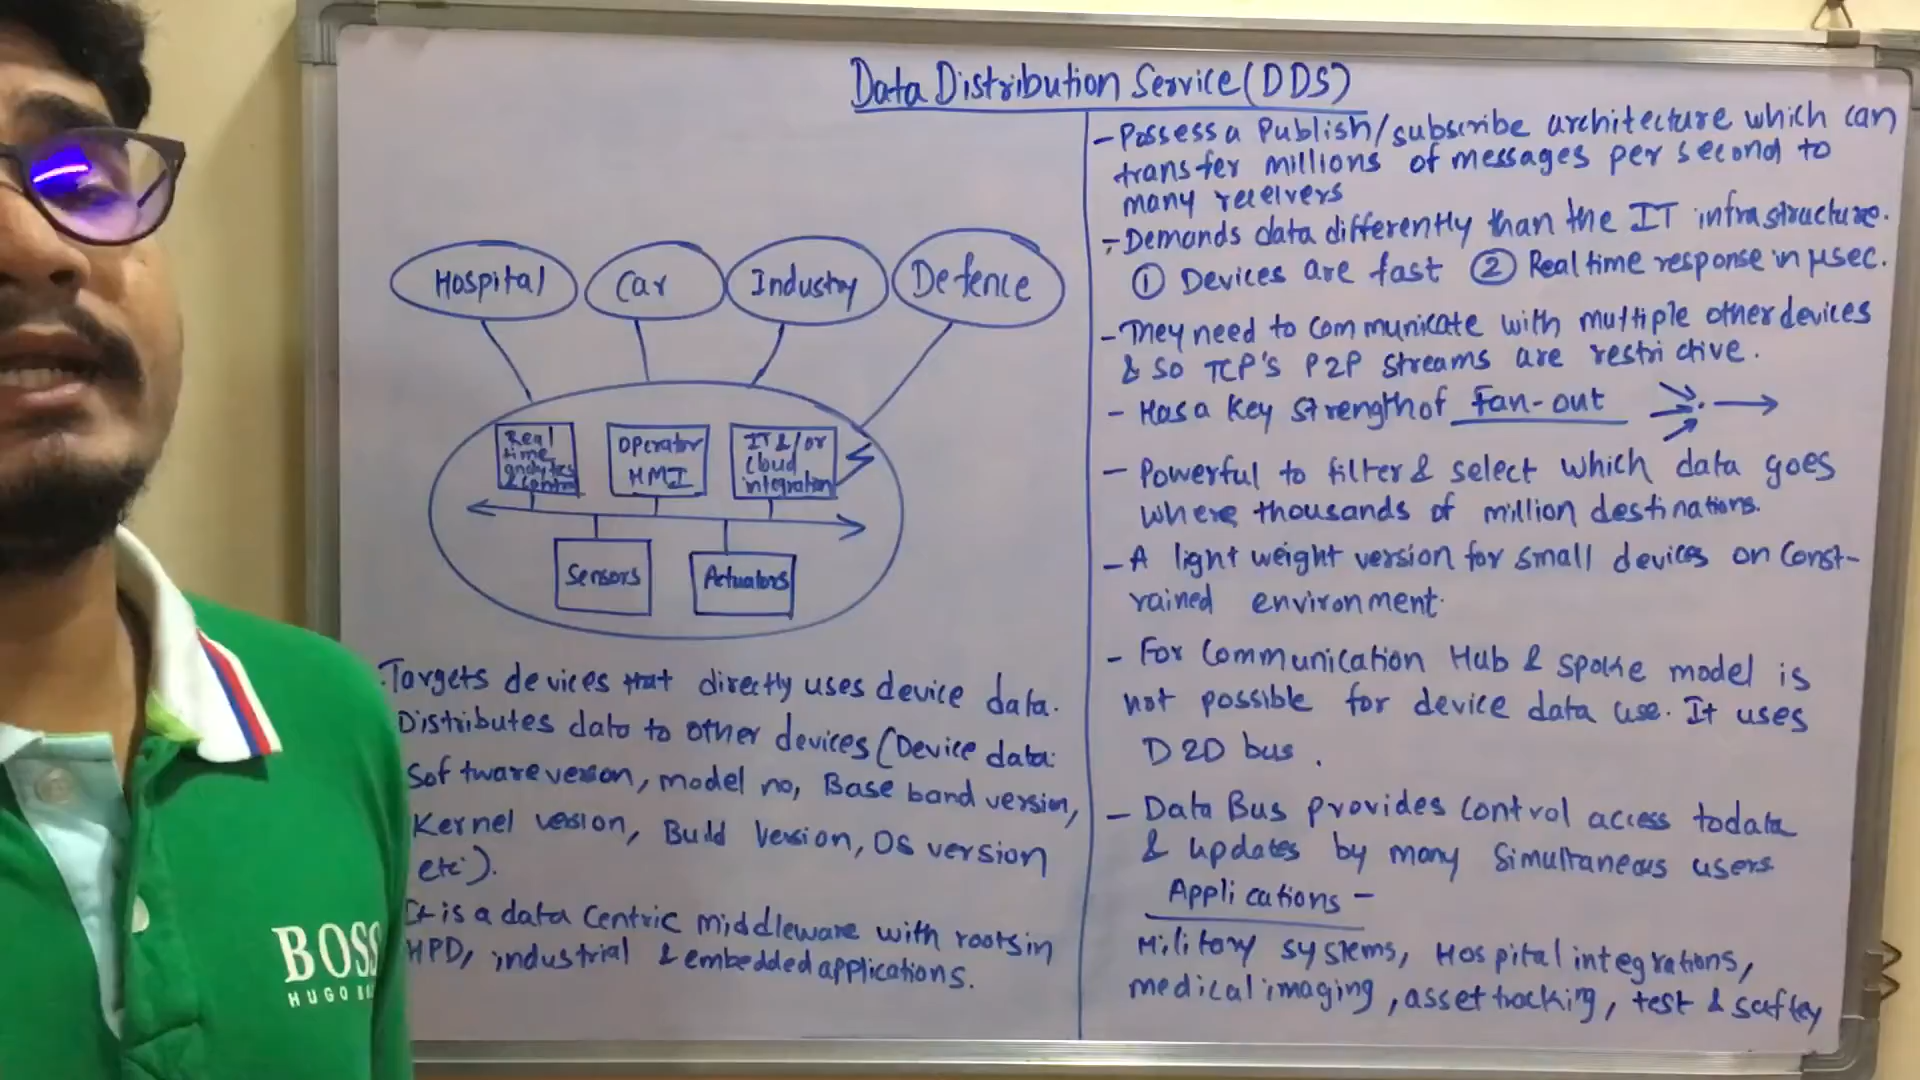 Data Distribution Service (DDS)
Hospital
Car
Industry
Defence
Real
time
analytics
& control
Operator
HMI
IT & / or
Cloud
integration
Sensors
Actuators
Targets devices that directly uses device data.
Distributes data to other devices (Device data:
Software version, model no, Base band version,
Kernel version, Build Version, OS version
etc).
It is a data centric middleware with roots in
HPD, industrial & embedded applications.
- Possess a Publish/subscribe architecture which can
transfer millions of messages per second to
many receivers
- Demands data differently than the IT infrastructure.
① Devices are fast ② Real time response in µsec.
- They need to communicate with multiple other devices
& so TCP's P2P streams are restrictive.
- Has a key strength of Fan-out
- Powerful to filter & select which data goes
where thousands of million destinations.
- A light weight version for small devices on const-
rained environment.
- For Communication Hub & spoke model is
not possible for device data use. It uses
D2D bus.
- Data Bus provides control access to data
& updates by many simultaneous users
Applications -
Military systems, Hospital integrations,
medical imaging, asset tracking, test & saftey
BOSS
HUGO